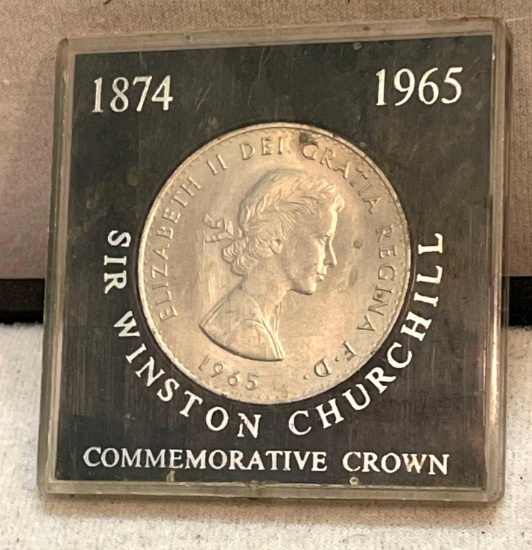 1874 1965
ELIZABETH II DEI GRATIA REGINA F.D.
1965
SIR WINSTON CHURCHILL
COMMEMORATIVE CROWN